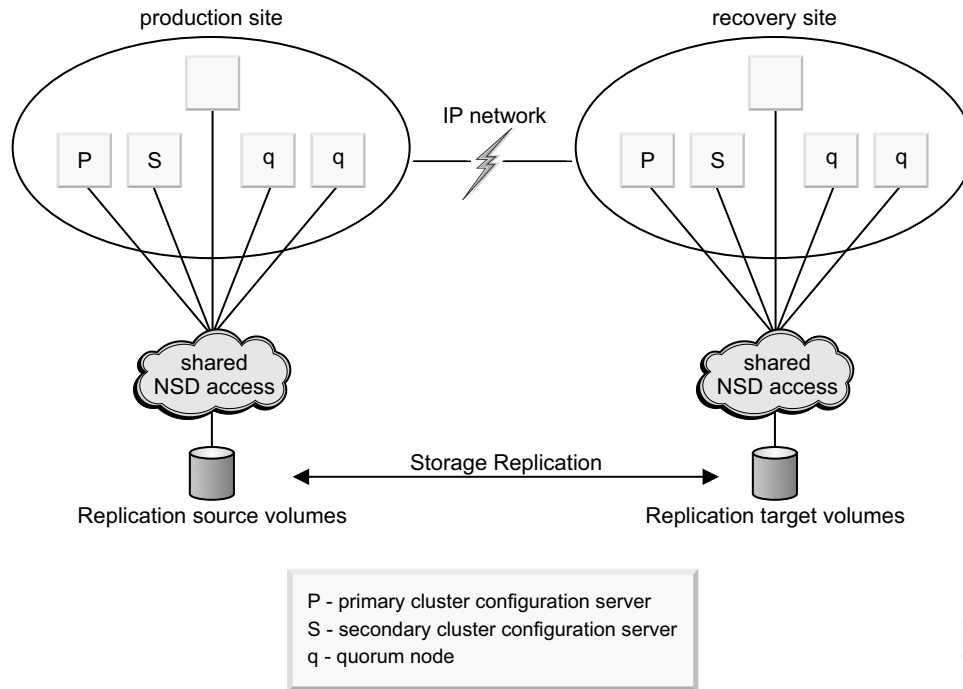 production site
recovery site
IP network
P
S
q
q
P
S
q
q
shared
NSD access
shared
NSD access
Storage Replication
Replication source volumes
Replication target volumes
P - primary cluster configuration server
S - secondary cluster configuration server
q - quorum node